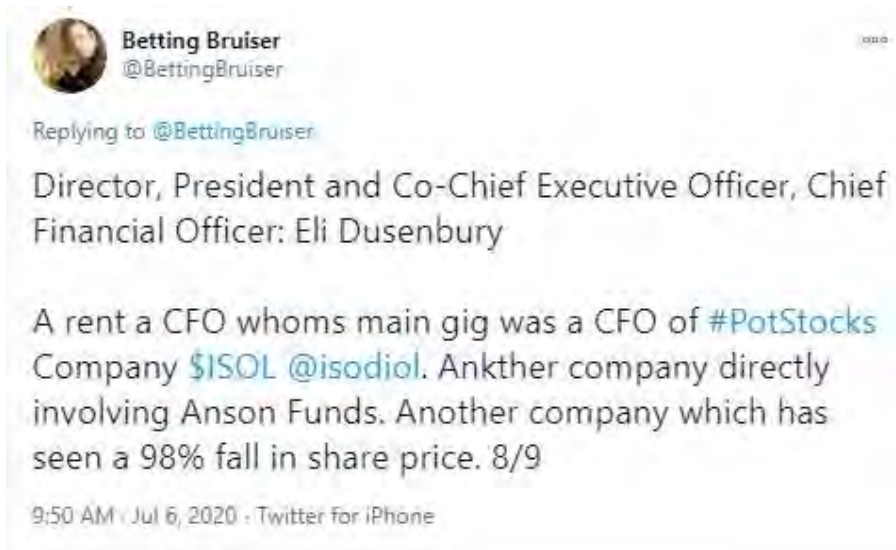 Betting Bruiser
@BettingBruiser
Replying to @BettingBruiser
Director, President and Co-Chief Executive Officer, Chief
Financial Officer: Eli Dusenbury
A rent a CFO whoms main gig was a CFO of #PotStocks
Company $ISOL @isodiol. Ankther company directly
involving Anson Funds. Another company which has
seen a 98% fall in share price. 8/9
9:50 AM · Jul 6, 2020 · Twitter for iPhone